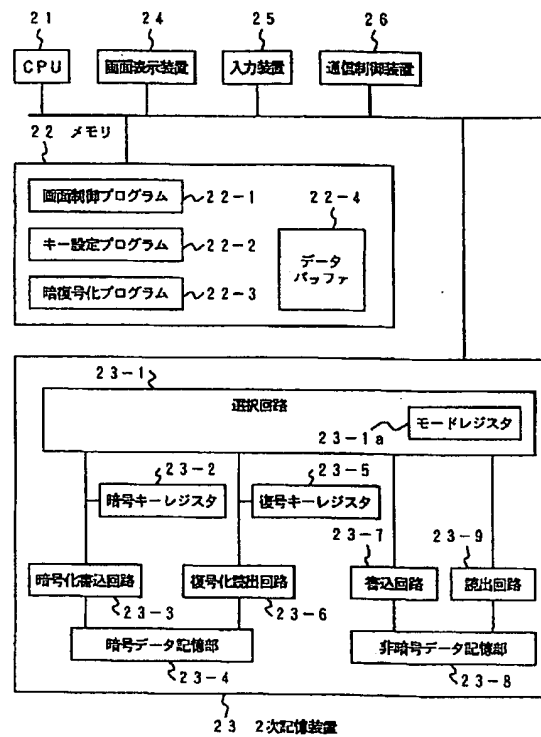 21 24 25 26
CPU 画面表示装置 入力装置 通信制御装置
22 メモリ
画面制御プログラム 22-1 22-4
キー設定プログラム 22-2 データ
バッファ
暗復号化プログラム 22-3
23-1
選択回路
23-1a モードレジスタ
23-2 23-5
暗号キーレジスタ 復号キーレジスタ
23-7 23-9
暗号化書込回路 復号化読出回路 書込回路 読出回路
23-3 23-6
暗号データ記憶部 非暗号データ記憶部
23-4 23-8
23 2次記憶装置